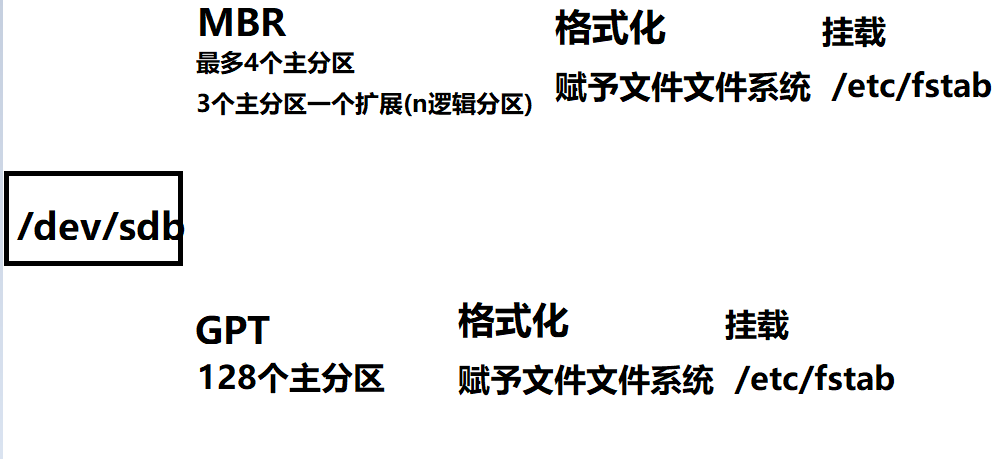 MBR
最多4个主分区
3个主分区一个扩展(n逻辑分区)
格式化
赋予文件文件系统
挂载
/etc/fstab
/dev/sdb
GPT
128个主分区
格式化
赋予文件文件系统
挂载
/etc/fstab